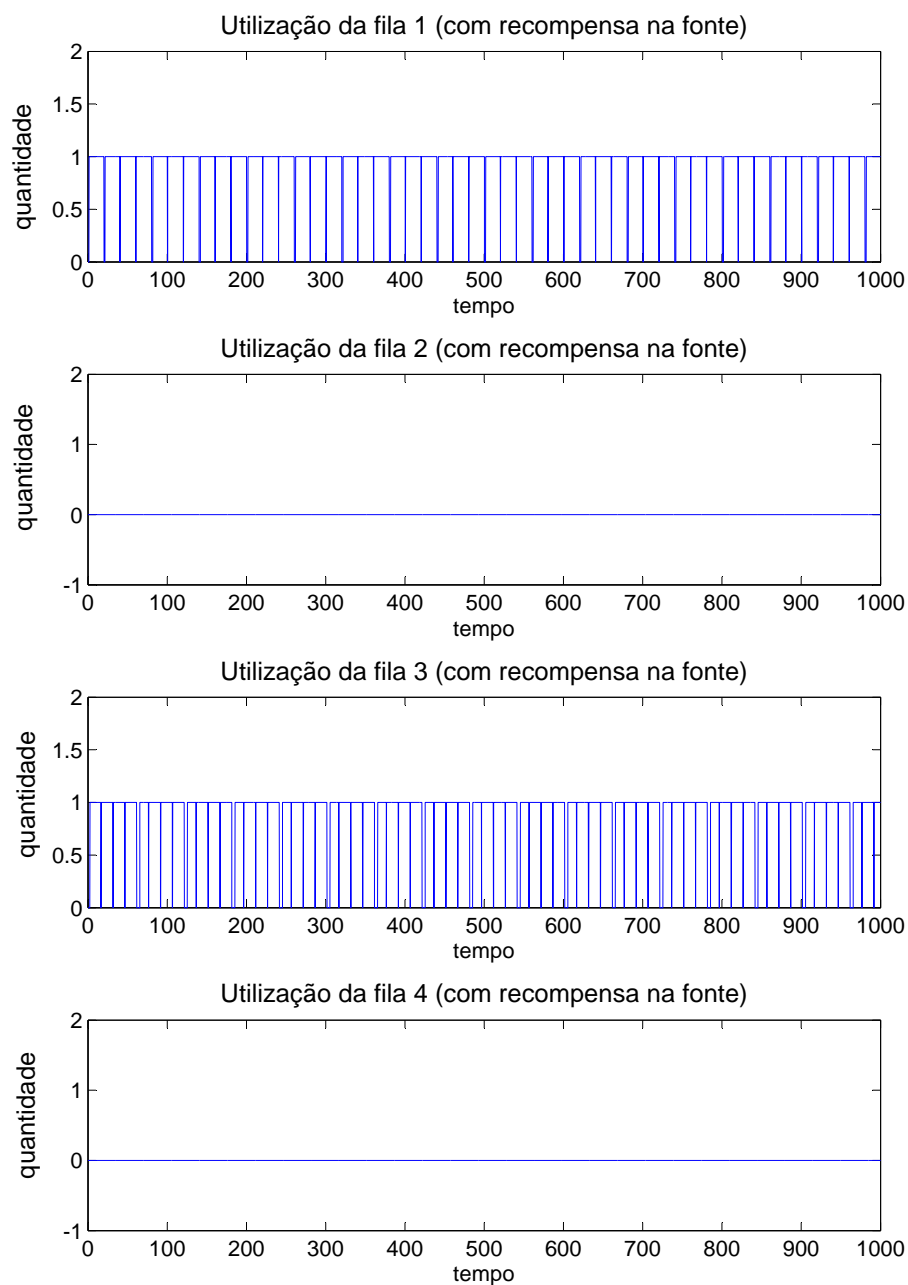 Utilização da fila 1 (com recompensa na fonte)
2
1.5
1
0.5
0
quantidade
0 100 200 300 400 500 600 700 800 900 1000
tempo
Utilização da fila 2 (com recompensa na fonte)
2
1
0
-1
quantidade
0 100 200 300 400 500 600 700 800 900 1000
tempo
Utilização da fila 3 (com recompensa na fonte)
2
1.5
1
0.5
0
quantidade
0 100 200 300 400 500 600 700 800 900 1000
tempo
Utilização da fila 4 (com recompensa na fonte)
2
1
0
-1
quantidade
0 100 200 300 400 500 600 700 800 900 1000
tempo